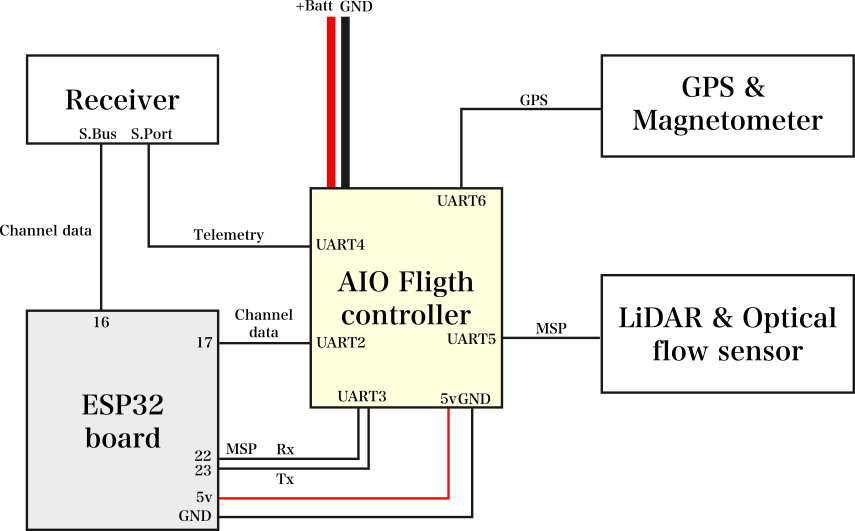 +Batt GND
Receiver
S.Bus S.Port
GPS &
Magnetometer
GPS
UART6
Channel data
Telemetry
UART4
AIO Fligth
controller
16
17
Channel
data
UART2
UART5
MSP
LiDAR & Optical
flow sensor
ESP32
board
UART3
5v GND
22
23
MSP Rx
Tx
5v
GND